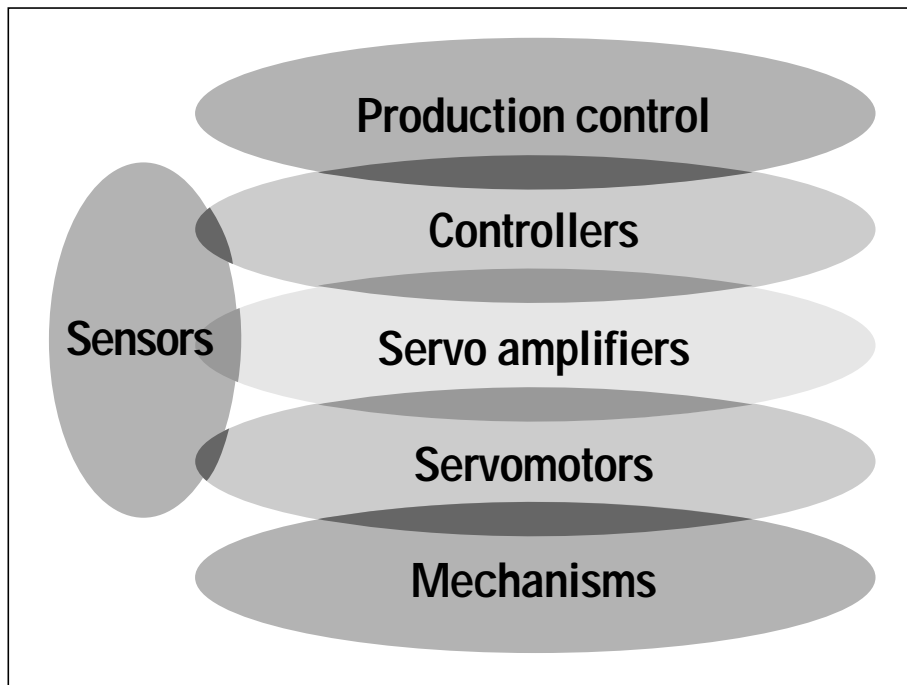 Production control
Controllers
Sensors
Servo amplifiers
Servomotors
Mechanisms